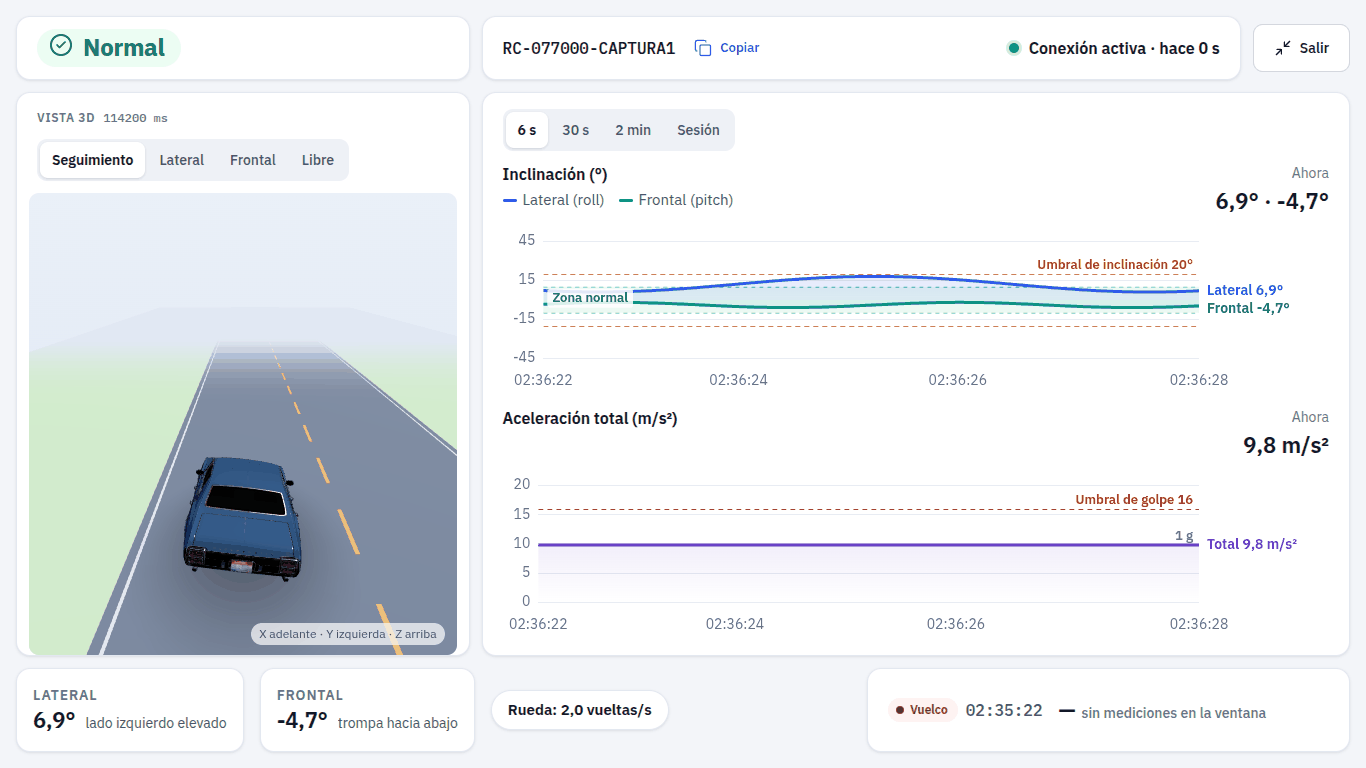 Normal
RC-077000-CAPTURA1 Copiar
Conexión activa · hace 0 s
Salir
VISTA 3D 114200 ms
Seguimiento Lateral Frontal Libre
X adelante · Y izquierda · Z arriba
6 s 30 s 2 min Sesión
Inclinación (º)
Lateral (roll) Frontal (pitch)
Ahora
6,9° · -4,7°
45
15
-15
-45
Umbral de inclinación 20°
Zona normal
Lateral 6,9°
Frontal -4,7°
02:36:22 02:36:24 02:36:26 02:36:28
Aceleración total (m/s²)
Ahora
9,8 m/s²
20
15
10
5
0
Umbral de golpe 16
1 g
Total 9,8 m/s²
02:36:22 02:36:24 02:36:26 02:36:28
LATERAL
6,9° lado izquierdo elevado
FRONTAL
-4,7° trompa hacia abajo
Rueda: 2,0 vueltas/s
Vuelco 02:35:22 — sin mediciones en la ventana